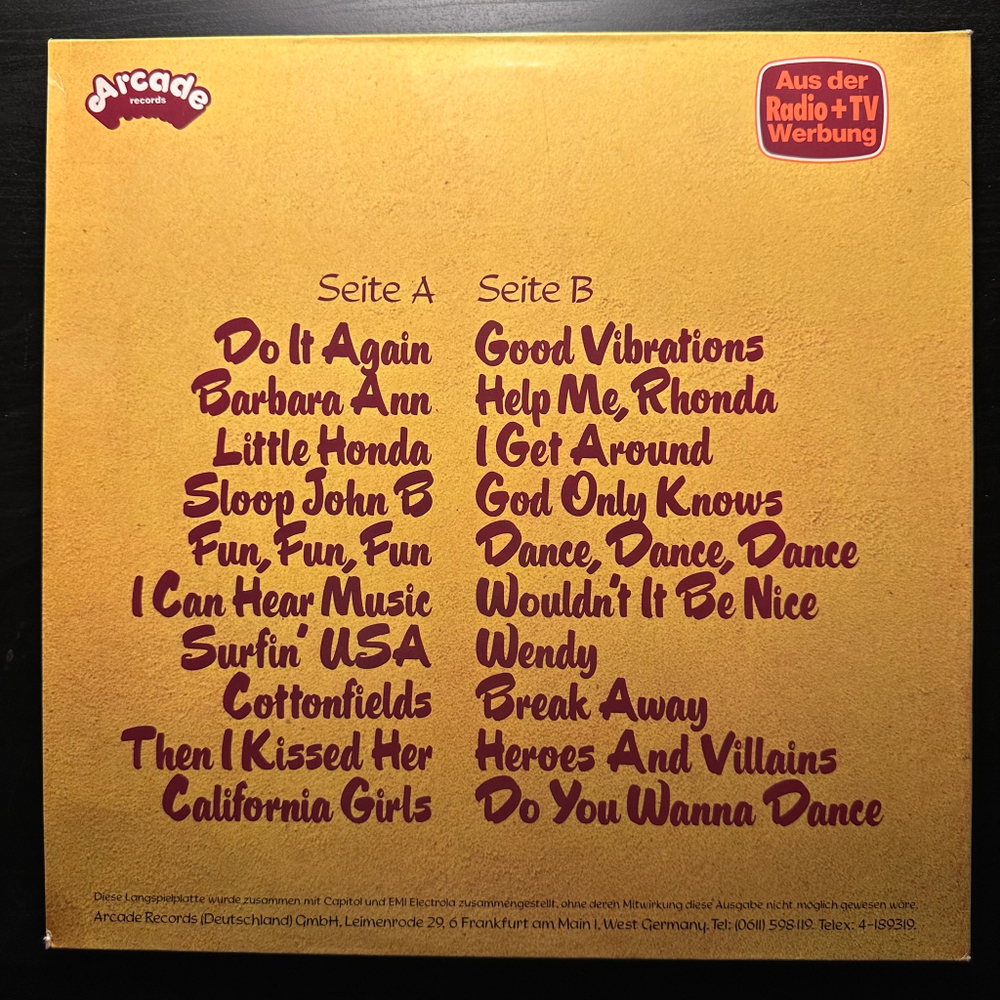 Arcade
records
Aus der
Radio + TV
Werbung
Seite A
Do It Again
Barbara Ann
Little Honda
Sloop John B
Fun, Fun, Fun
I Can Hear Music
Surfin' USA
Cottonfields
Then I Kissed Her
California Girls
Seite B
Good Vibrations
Help Me, Rhonda
I Get Around
God Only Knows
Dance, Dance, Dance
Wouldn't It Be Nice
Wendy
Break Away
Heroes And Villains
Do You Wanna Dance
Diese Langspielplatte wurde zusammen mit Capitol und EMI Electrola zusammengestellt, ohne deren Mitwirkung diese Ausgabe nicht möglich gewesen wäre.
Arcade Records (Deutschland) GmbH, Leimenrode 29, 6 Frankfurt am Main 1, West Germany. Tel: (0611) 598119. Telex: 4-189319.